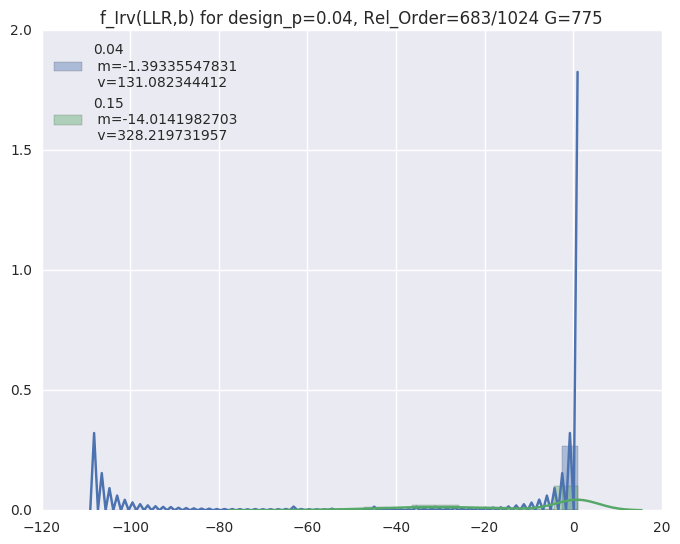 f_Irv(LLR,b) for design_p=0.04, Rel_Order=683/1024 G=775
2.0
0.04
m=-1.39335547831
v=131.082344412
0.15
m=-14.0141982703
v=328.219731957
1.5
1.0
0.5
0.0
−120 −100 −80 −60 −40 −20 0 20